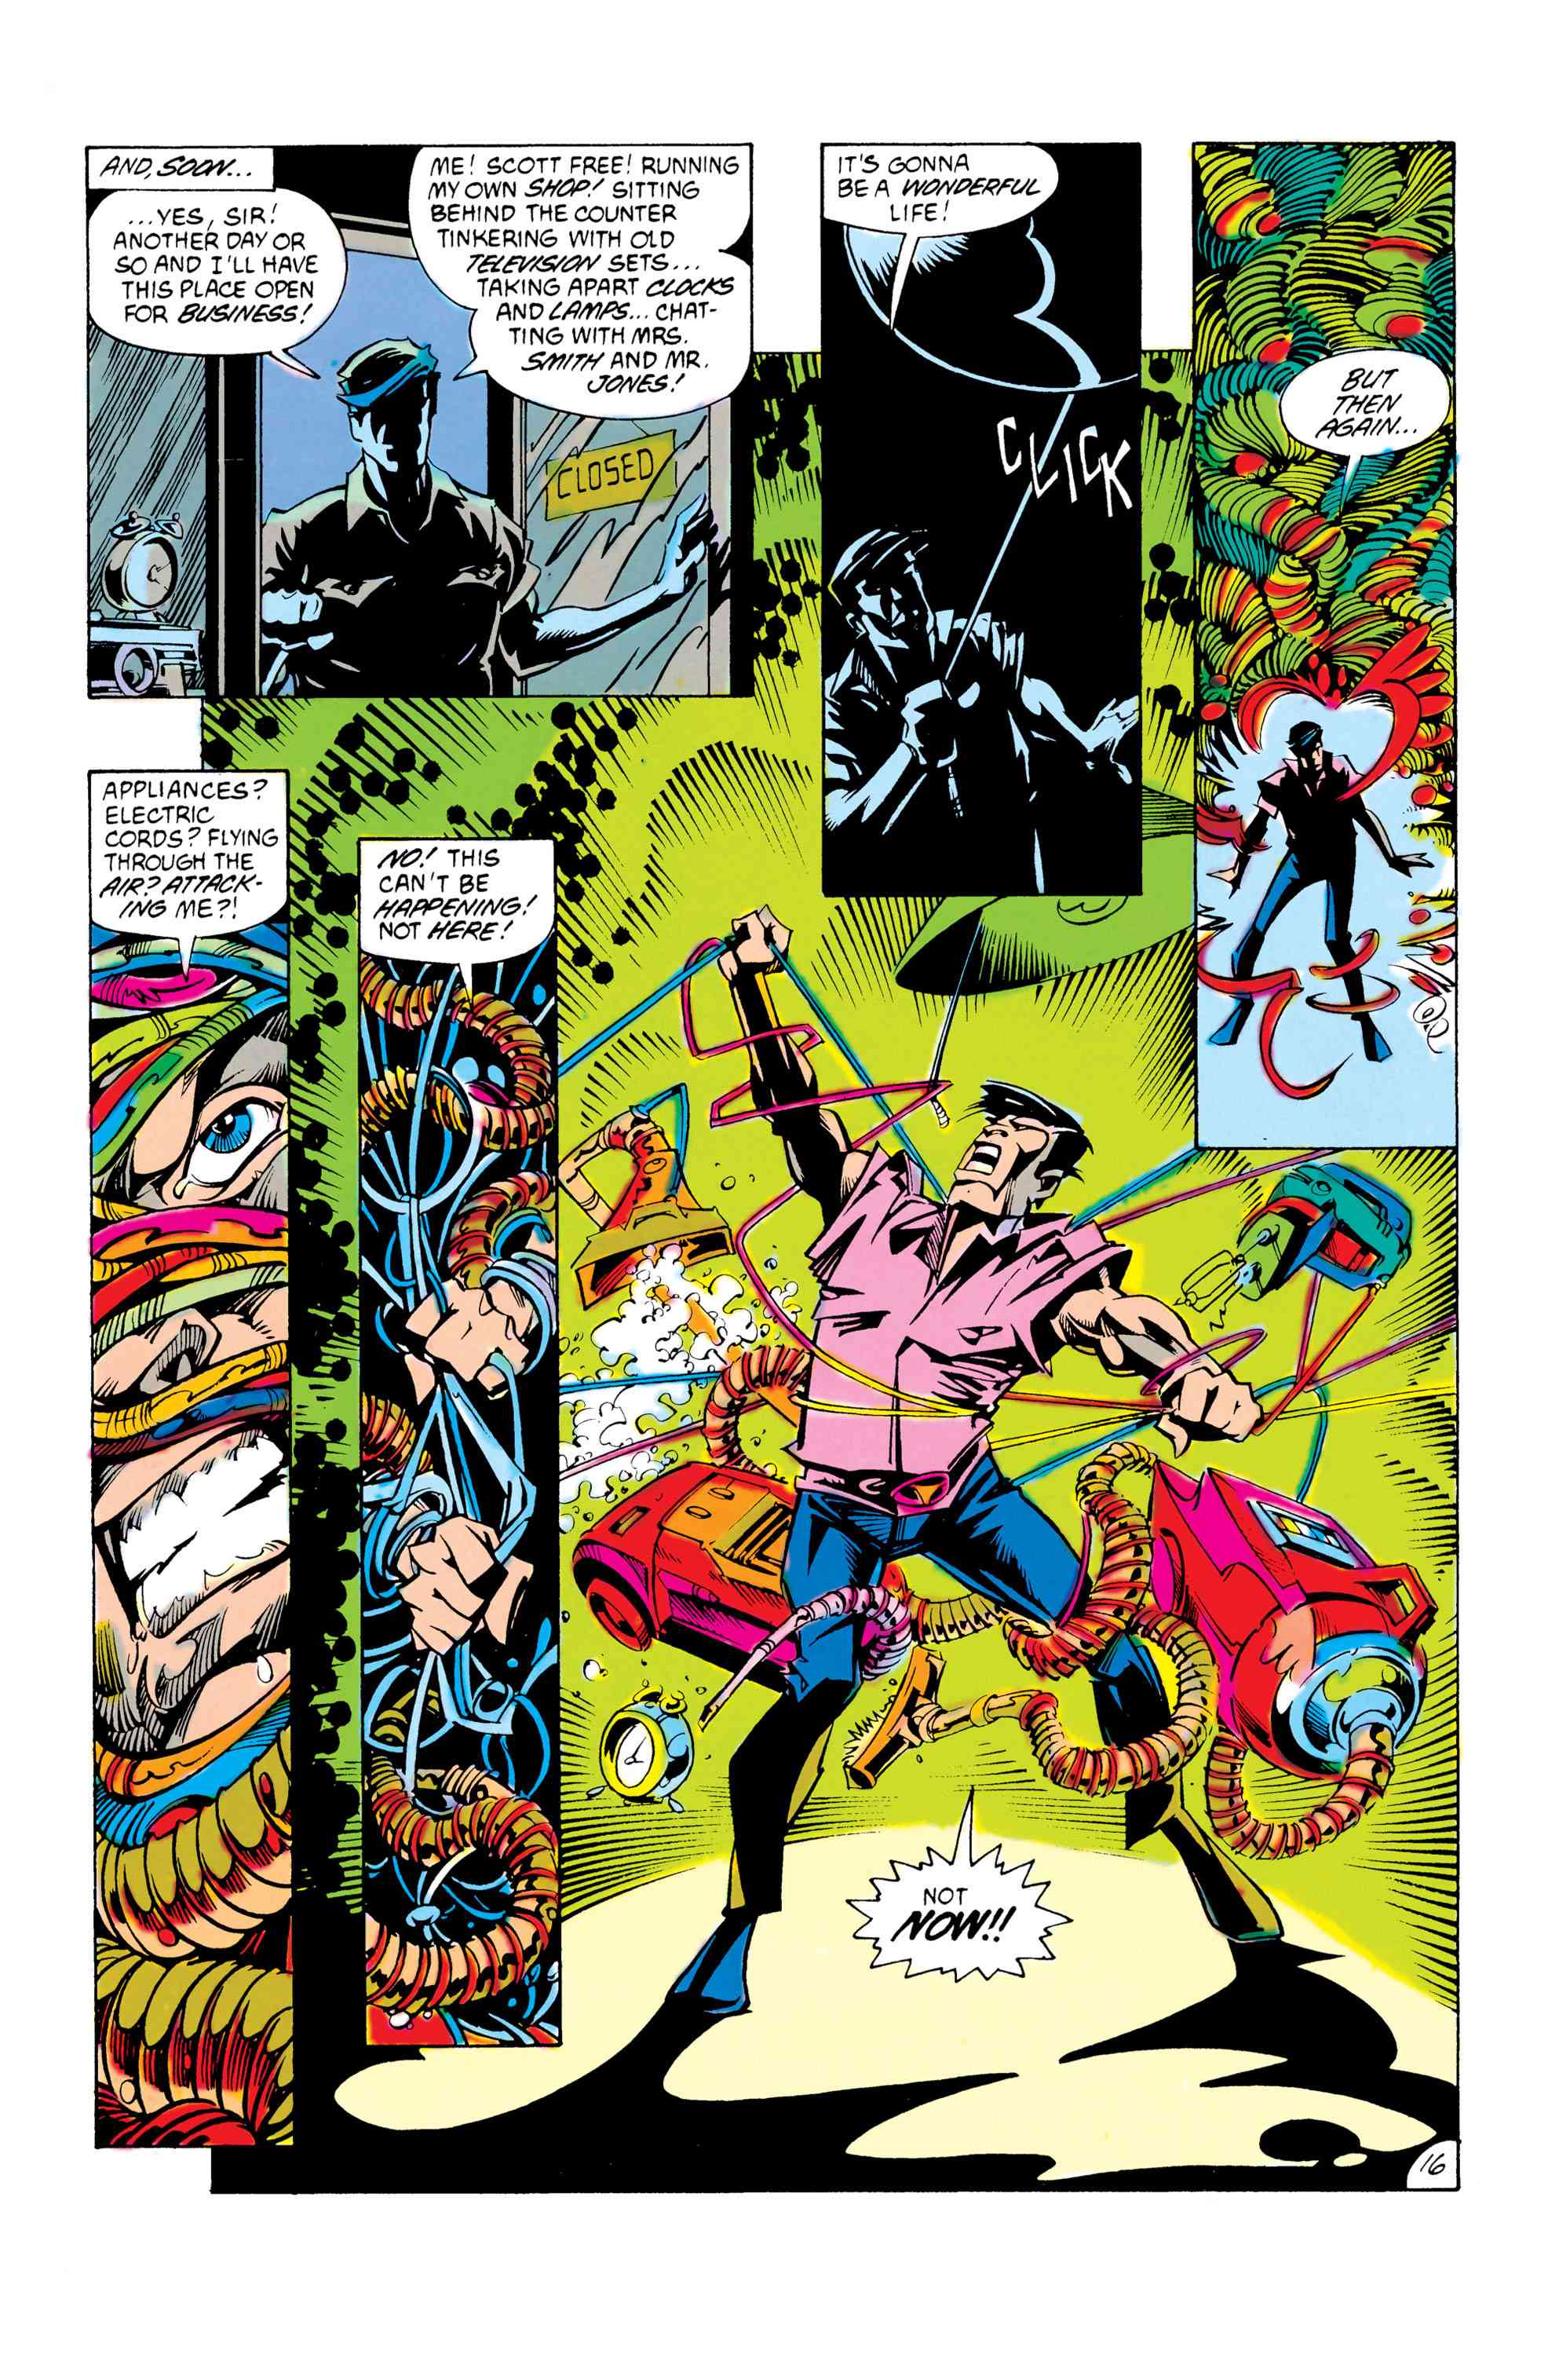 AND, SOON...
...YES, SIR!
ANOTHER DAY OR
SO AND I'LL HAVE
THIS PLACE OPEN
FOR BUSINESS!
ME! SCOTT FREE! RUNNING
MY OWN SHOP! SITTING
BEHIND THE COUNTER
TINKERING WITH OLD
TELEVISION SETS...
TAKING APART CLOCKS
AND LAMPS... CHAT-
TING WITH MRS.
SMITH AND MR.
JONES!
CLOSED
IT'S GONNA
BE A WONDERFUL
LIFE!
CLICK
BUT
THEN
AGAIN...
APPLIANCES?
ELECTRIC
CORDS? FLYING
THROUGH THE
AIR? ATTACK-
ING ME?!
NO! THIS
CAN'T BE
HAPPENING!
NOT HERE!
NOT
NOW!!
16